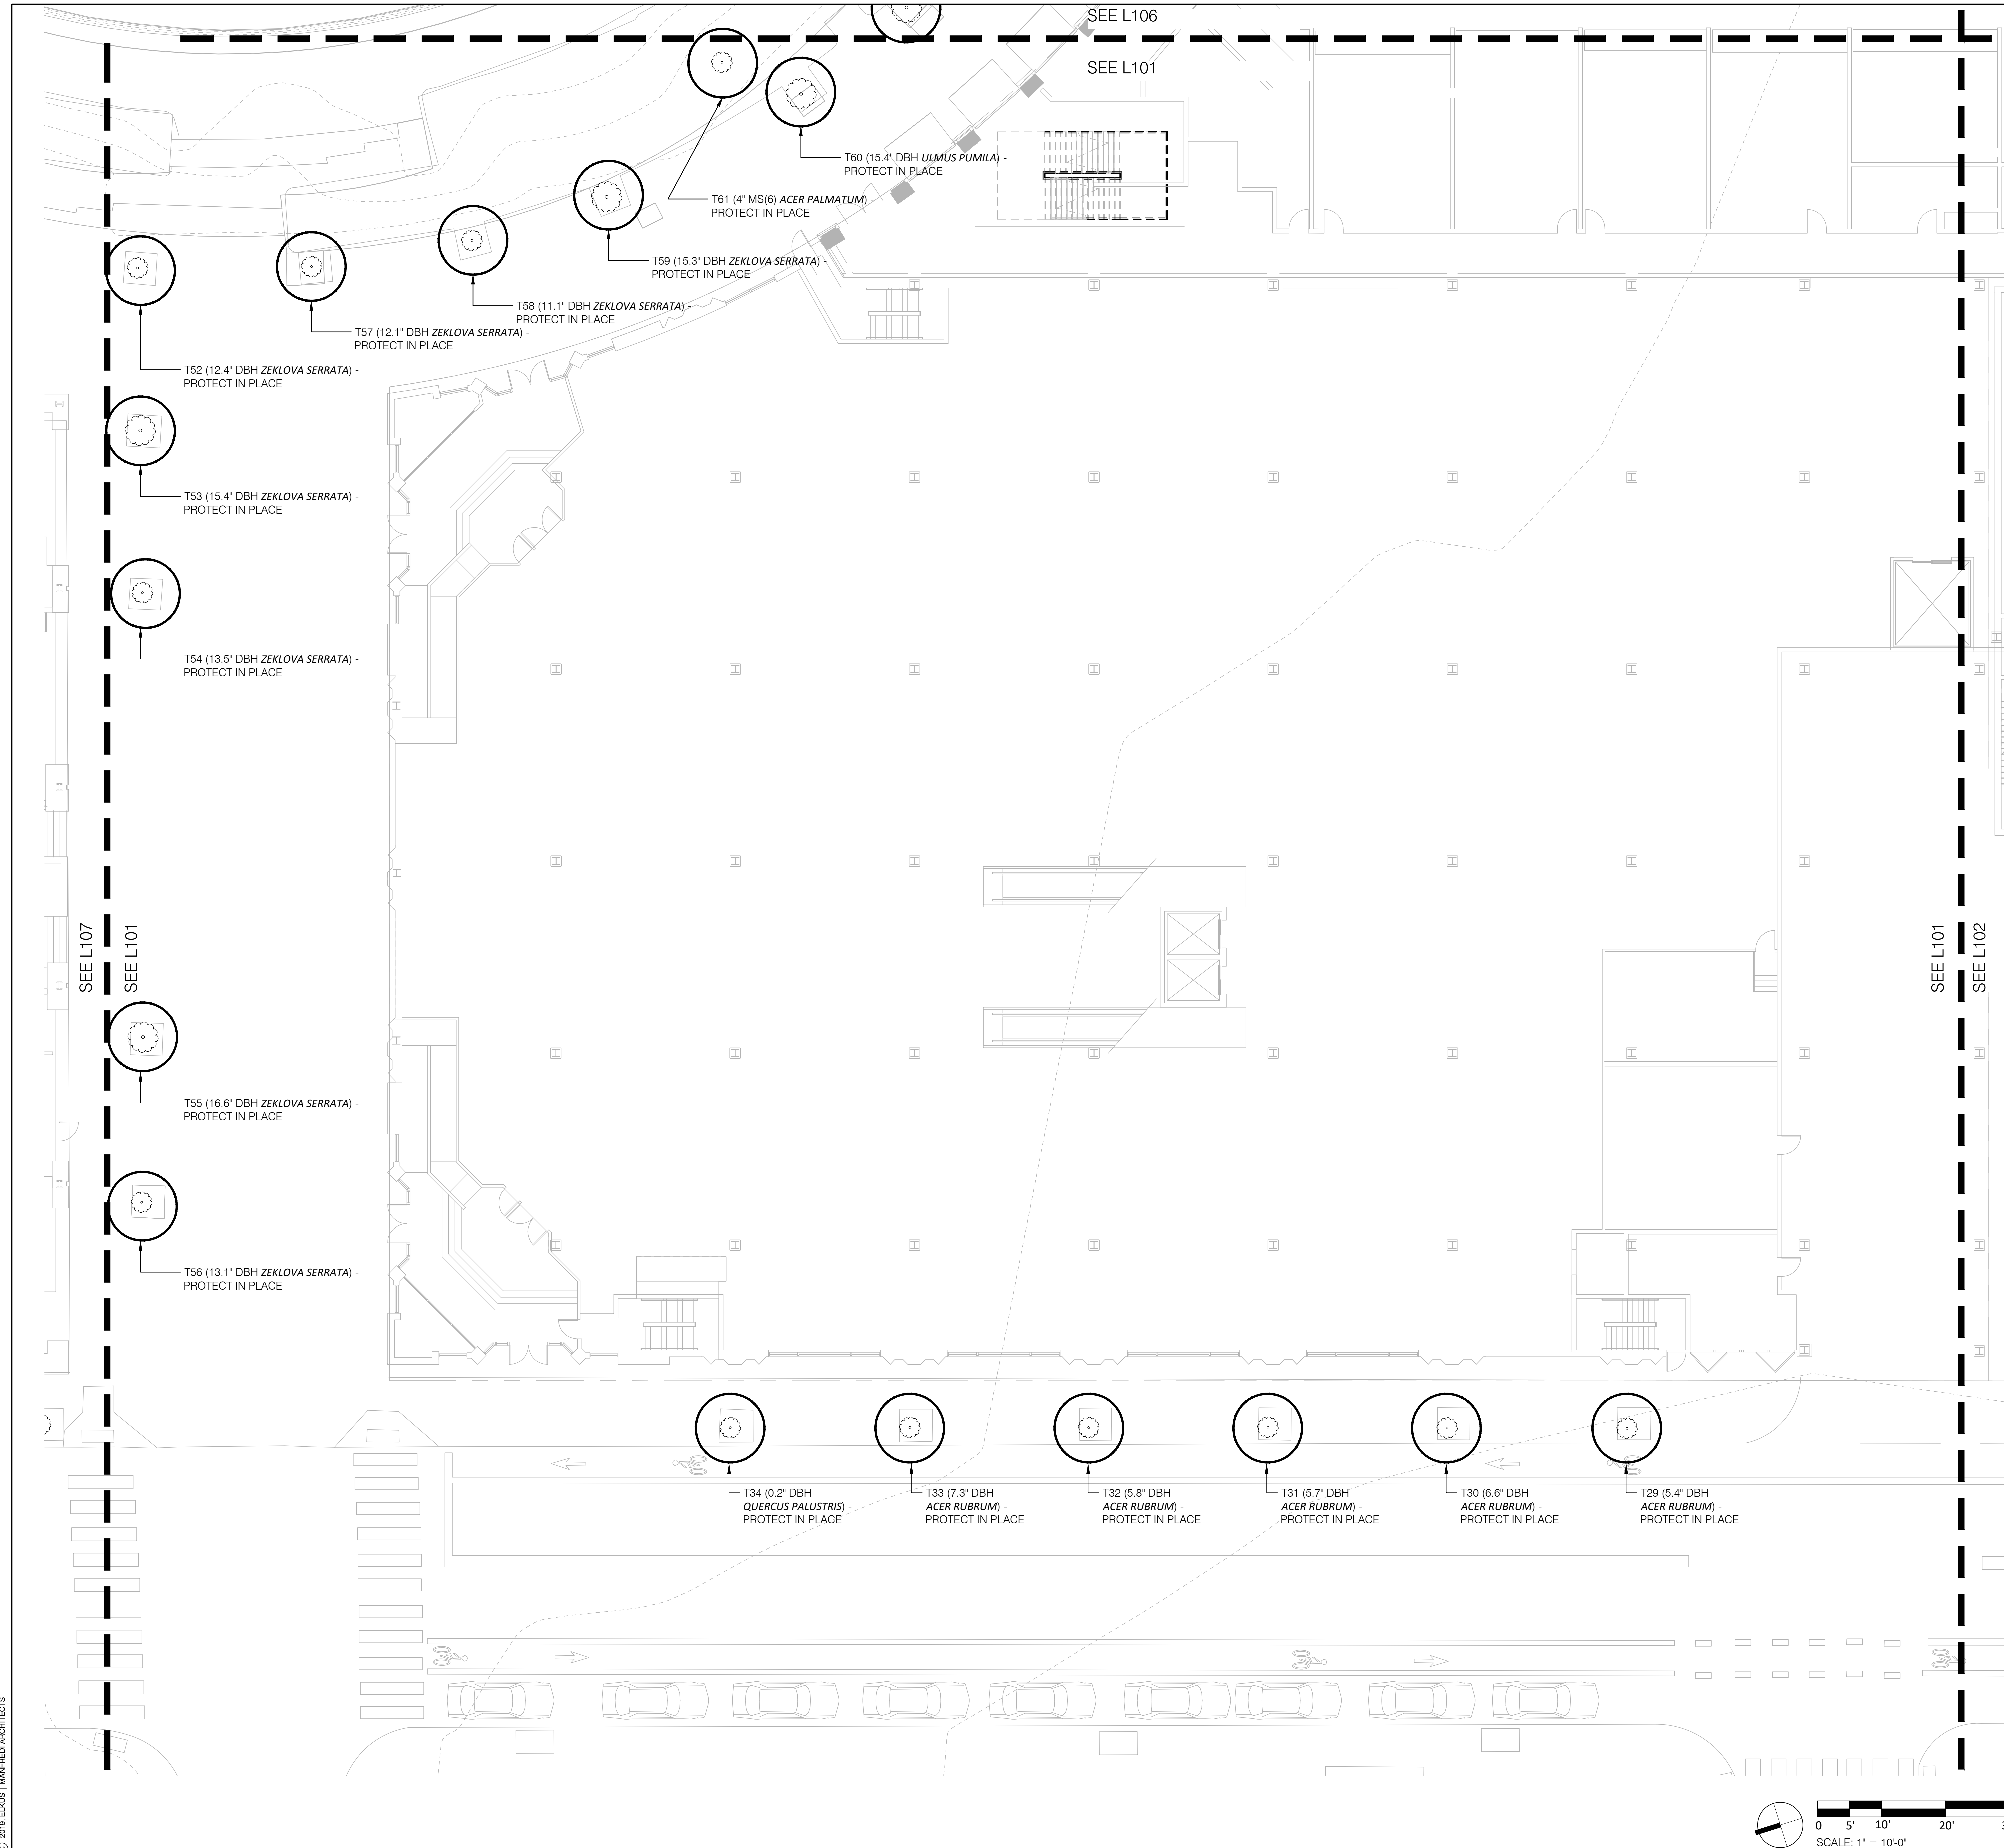 SEE L106
SEE L101
T60 (15.4" DBH ULMUS PUMILA) -
PROTECT IN PLACE
T61 (4" MS(6) ACER PALMATUM) -
PROTECT IN PLACE
T59 (15.3" DBH ZEKLOVA SERRATA) -
PROTECT IN PLACE
T58 (11.1" DBH ZEKLOVA SERRATA) -
PROTECT IN PLACE
T57 (12.1" DBH ZEKLOVA SERRATA) -
PROTECT IN PLACE
T52 (12.4" DBH ZEKLOVA SERRATA) -
PROTECT IN PLACE
T53 (15.4" DBH ZEKLOVA SERRATA) -
PROTECT IN PLACE
T54 (13.5" DBH ZEKLOVA SERRATA) -
PROTECT IN PLACE
SEE L107
SEE L101
SEE L101
SEE L102
T55 (16.6" DBH ZEKLOVA SERRATA) -
PROTECT IN PLACE
T56 (13.1" DBH ZEKLOVA SERRATA) -
PROTECT IN PLACE
T34 (0.2" DBH
QUERCUS PALUSTRIS) -
PROTECT IN PLACE
T33 (7.3" DBH
ACER RUBRUM) -
PROTECT IN PLACE
T32 (5.8" DBH
ACER RUBRUM) -
PROTECT IN PLACE
T31 (5.7" DBH
ACER RUBRUM) -
PROTECT IN PLACE
T30 (6.6" DBH
ACER RUBRUM) -
PROTECT IN PLACE
T29 (5.4" DBH
ACER RUBRUM) -
PROTECT IN PLACE
2019, ELKUS | MANFREDI ARCHITECTS
0 5' 10' 20'
SCALE: 1" = 10'-0"